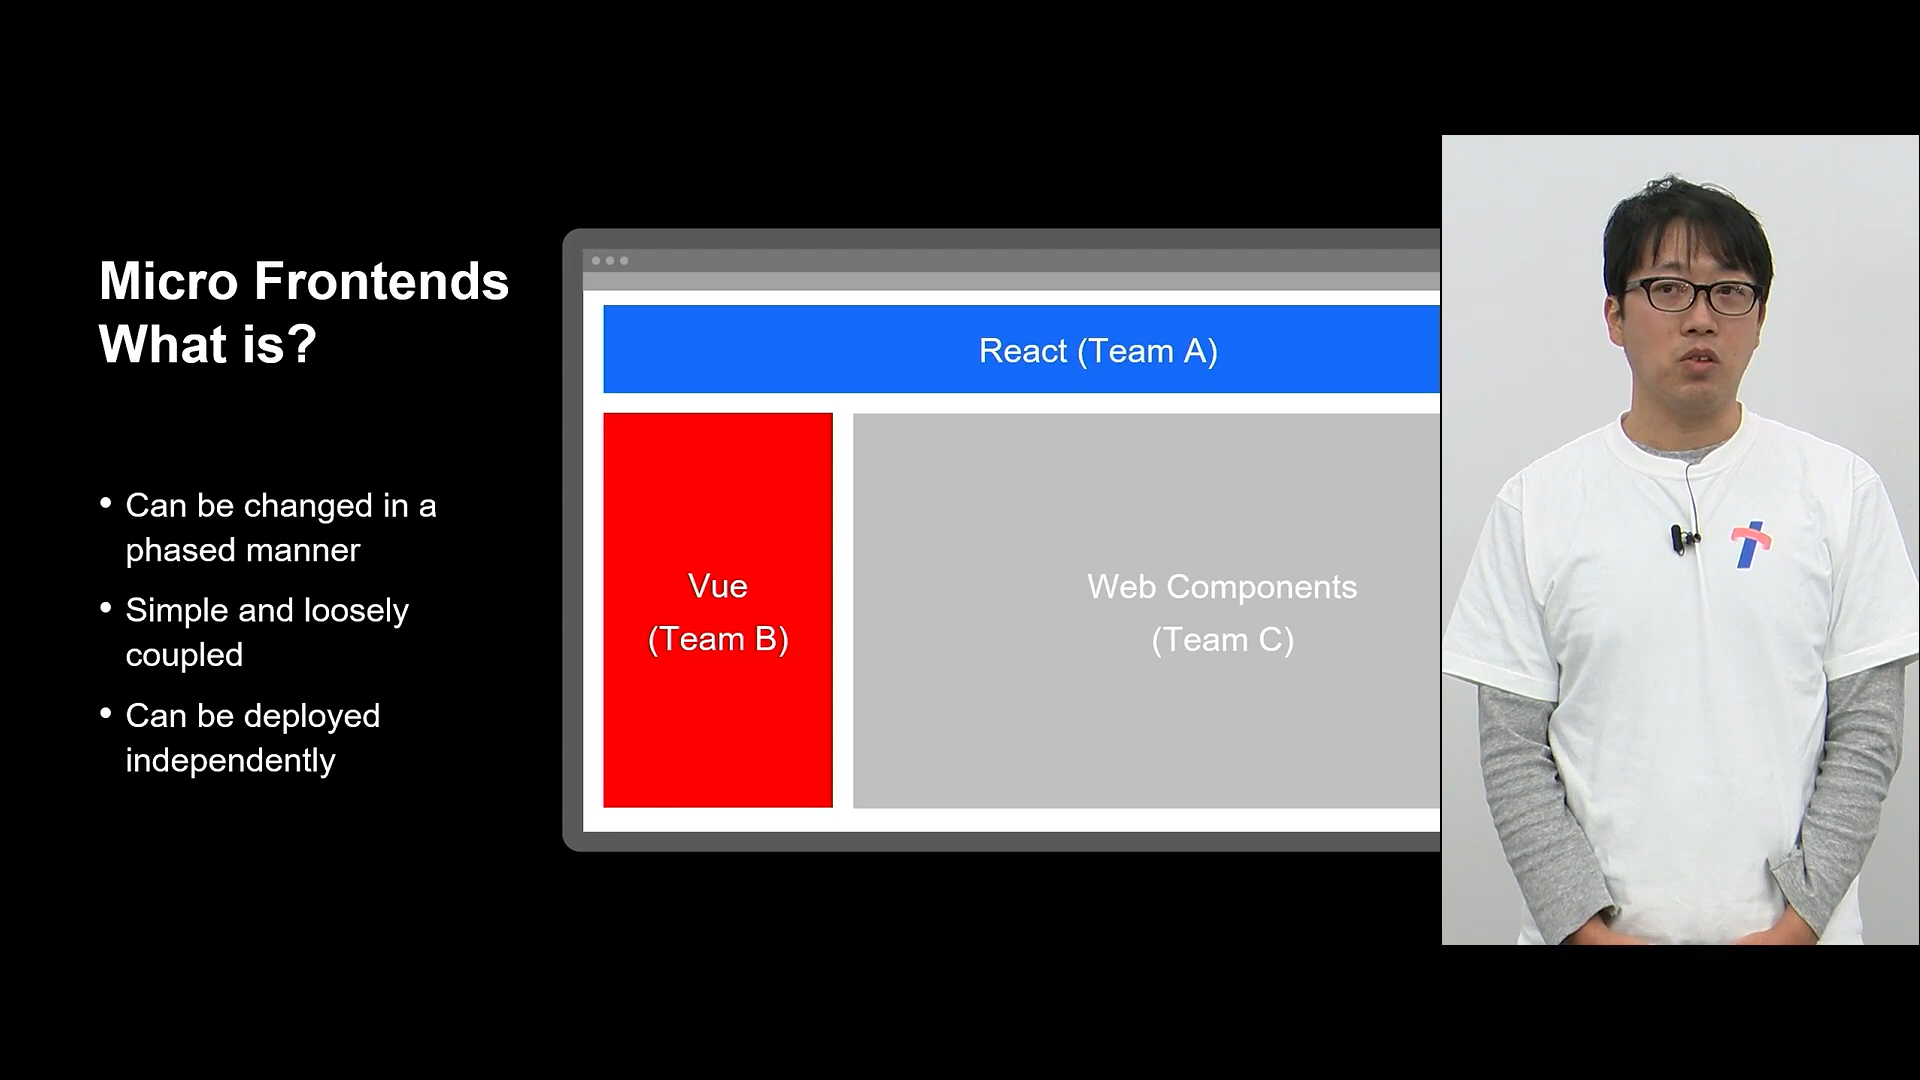 Micro Frontends
What is?
• Can be changed in a
phased manner
• Simple and loosely
coupled
• Can be deployed
independently
React (Team A)
Vue
(Team B)
Web Components
(Team C)